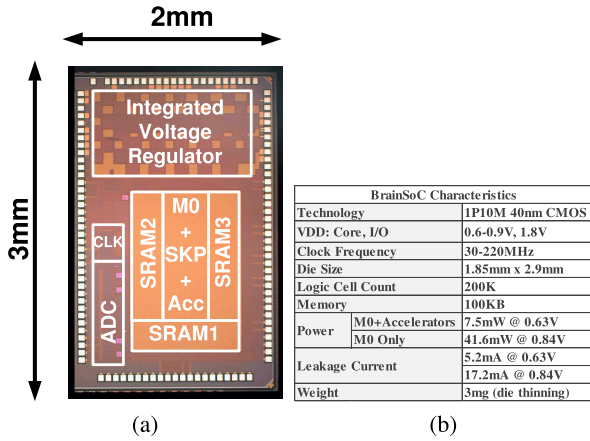 2mm
3mm
Integrated
Voltage
Regulator
CLK
ADC
SRAM2
M0
+
SKP
+
Acc
SRAM3
SRAM1
(a)
BrainSoC Characteristics
Technology 1P10M 40nm CMOS
VDD: Core, I/O 0.6-0.9V, 1.8V
Clock Frequency 30-220MHz
Die Size 1.85mm x 2.9mm
Logic Cell Count 200K
Memory 100KB
Power M0+Accelerators 7.5mW @ 0.63V
M0 Only 41.6mW @ 0.84V
Leakage Current 5.2mA @ 0.63V
17.2mA @ 0.84V
Weight 3mg (die thinning)
(b)